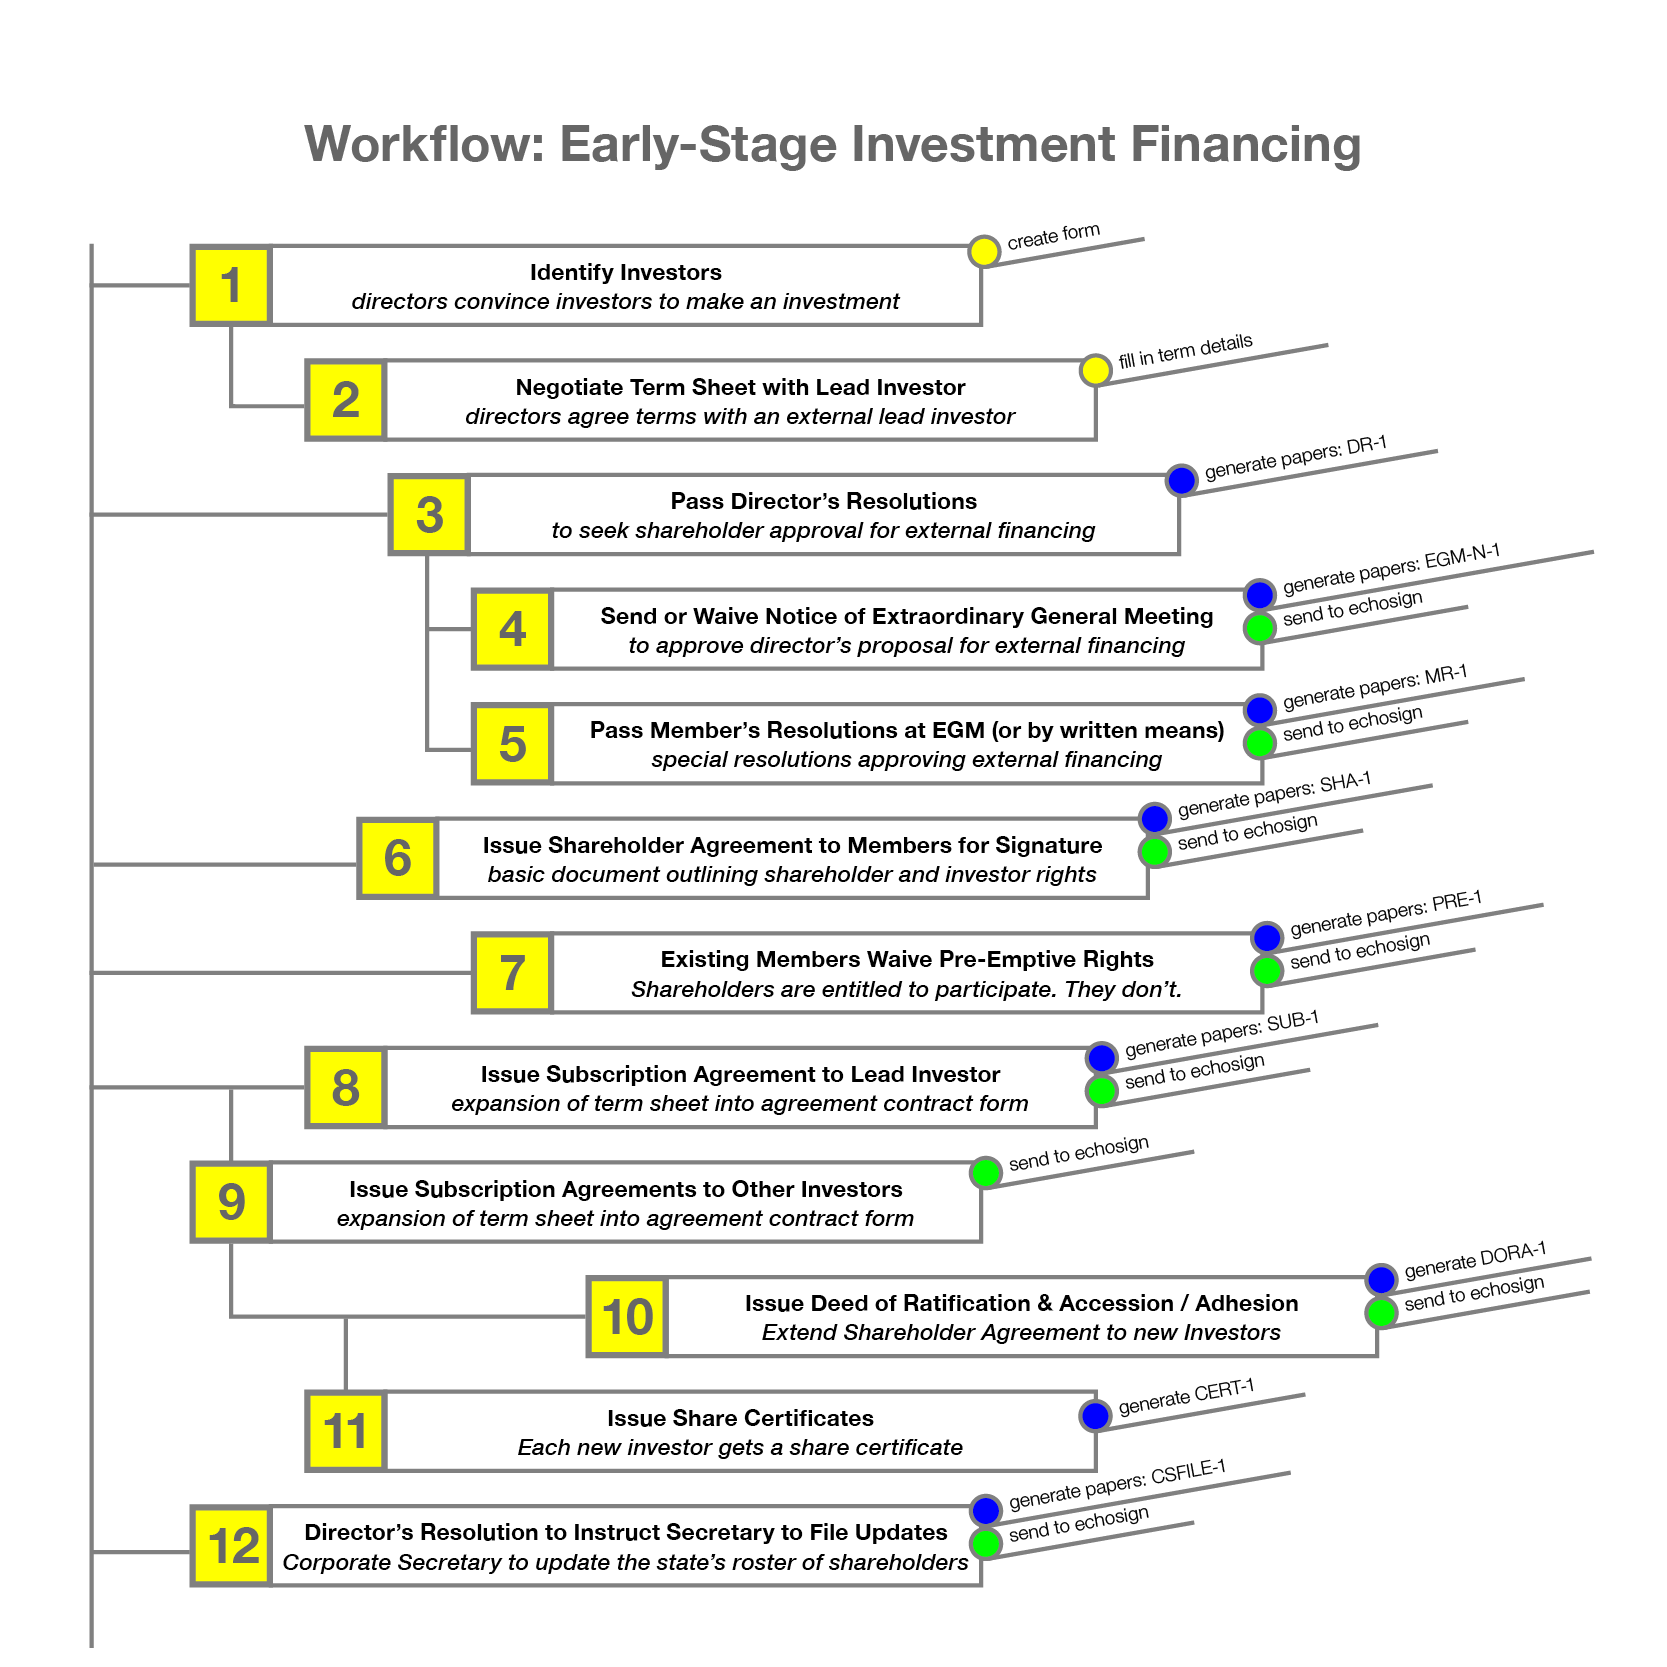 Workflow: Early-Stage Investment Financing
create form
1
Identify Investors
directors convince investors to make an investment
fill in term details
2
Negotiate Term Sheet with Lead Investor
directors agree terms with an external lead investor
generate papers: DR-1
3
Pass Director’s Resolutions
to seek shareholder approval for external financing
generate papers: EGM-N-1
send to echosign
4
Send or Waive Notice of Extraordinary General Meeting
to approve director’s proposal for external financing
generate papers: MR-1
send to echosign
5
Pass Member’s Resolutions at EGM (or by written means)
special resolutions approving external financing
generate papers: SHA-1
send to echosign
6
Issue Shareholder Agreement to Members for Signature
basic document outlining shareholder and investor rights
generate papers: PRE-1
send to echosign
7
Existing Members Waive Pre-Emptive Rights
Shareholders are entitled to participate. They don’t.
generate papers: SUB-1
send to echosign
8
Issue Subscription Agreement to Lead Investor
expansion of term sheet into agreement contract form
send to echosign
9
Issue Subscription Agreements to Other Investors
expansion of term sheet into agreement contract form
generate DORA-1
send to echosign
10
Issue Deed of Ratification & Accession / Adhesion
Extend Shareholder Agreement to new Investors
generate CERT-1
11
Issue Share Certificates
Each new investor gets a share certificate
generate papers: CSFILE-1
send to echosign
12
Director’s Resolution to Instruct Secretary to File Updates
Corporate Secretary to update the state’s roster of shareholders